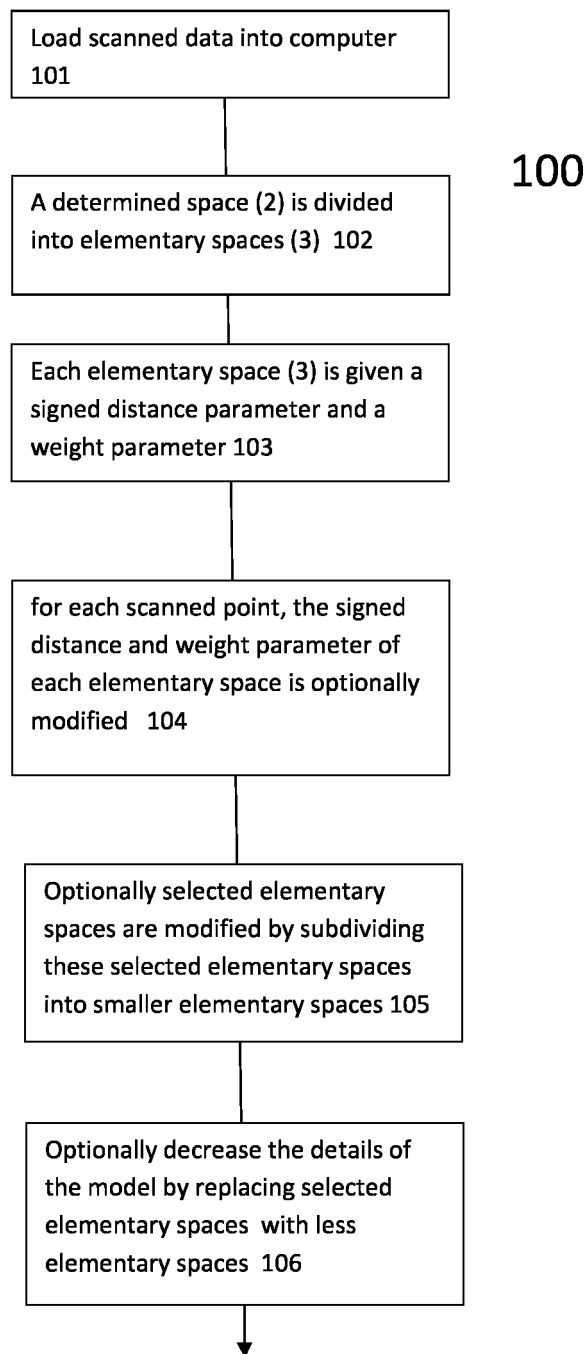 Load scanned data into computer
101
100
A determined space (2) is divided
into elementary spaces (3) 102
Each elementary space (3) is given a
signed distance parameter and a
weight parameter 103
for each scanned point, the signed
distance and weight parameter of
each elementary space is optionally
modified 104
Optionally selected elementary
spaces are modified by subdividing
these selected elementary spaces
into smaller elementary spaces 105
Optionally decrease the details of
the model by replacing selected
elementary spaces with less
elementary spaces 106